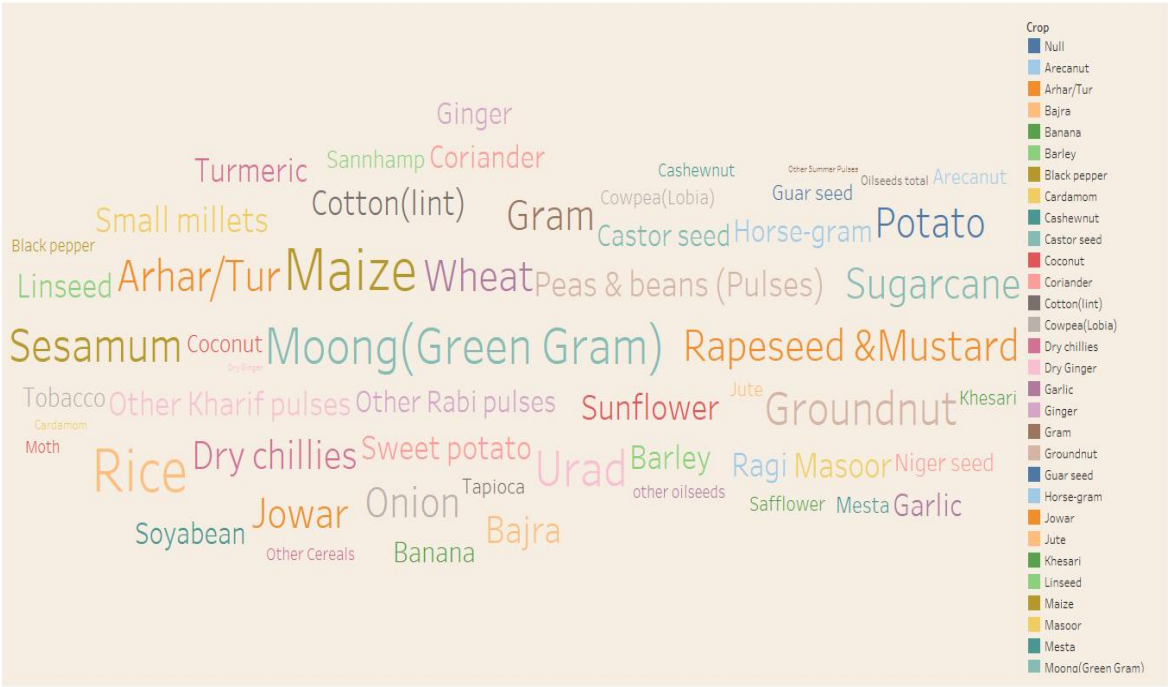 Ginger
Turmeric Sannhamp Coriander
Cashewnut Other Summer Pulses Oilseeds total Arecanut
Small millets Cotton(lint) Gram Cowpea(Lobia) Guar seed
Castor seed Horse-gram Potato
Black pepper
Linseed Arhar/Tur Maize Wheat Peas & beans (Pulses) Sugarcane
Sesamum Coconut Moong(Green Gram) Rapeseed &Mustard
Dry Ginger
Tobacco Other Kharif pulses Other Rabi pulses Sunflower Jute Groundnut Khesari
Cardamom
Moth
Rice Dry chillies Sweet potato Urad Barley Ragi Masoor Niger seed
Onion Tapioca other oilseeds
Jowar Safflower Mesta Garlic
Soyabean Bajra
Other Cereals Banana
Crop
Null
Arecanut
Arhar/Tur
Bajra
Banana
Barley
Black pepper
Cardamom
Cashewnut
Castor seed
Coconut
Coriander
Cotton(lint)
Cowpea(Lobia)
Dry chillies
Dry Ginger
Garlic
Ginger
Gram
Groundnut
Guar seed
Horse-gram
Jowar
Jute
Khesari
Linseed
Maize
Masoor
Mesta
Moong(Green Gram)